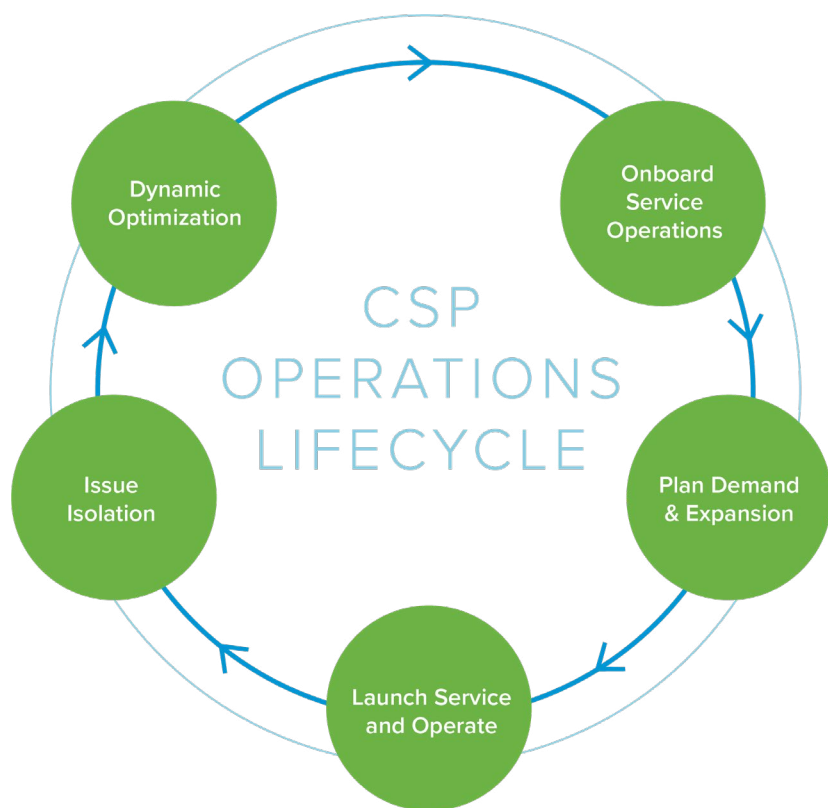 CSP
OPERATIONS
LIFECYCLE
Onboard
Service
Operations
Plan Demand
& Expansion
Launch Service
and Operate
Issue
Isolation
Dynamic
Optimization